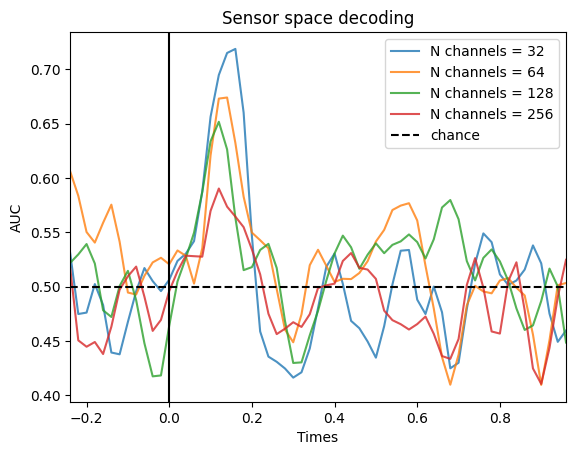 Sensor space decoding
N channels = 32
N channels = 64
N channels = 128
N channels = 256
chance
AUC
0.70
0.65
0.60
0.55
0.50
0.45
0.40
−0.2 0.0 0.2 0.4 0.6 0.8
Times